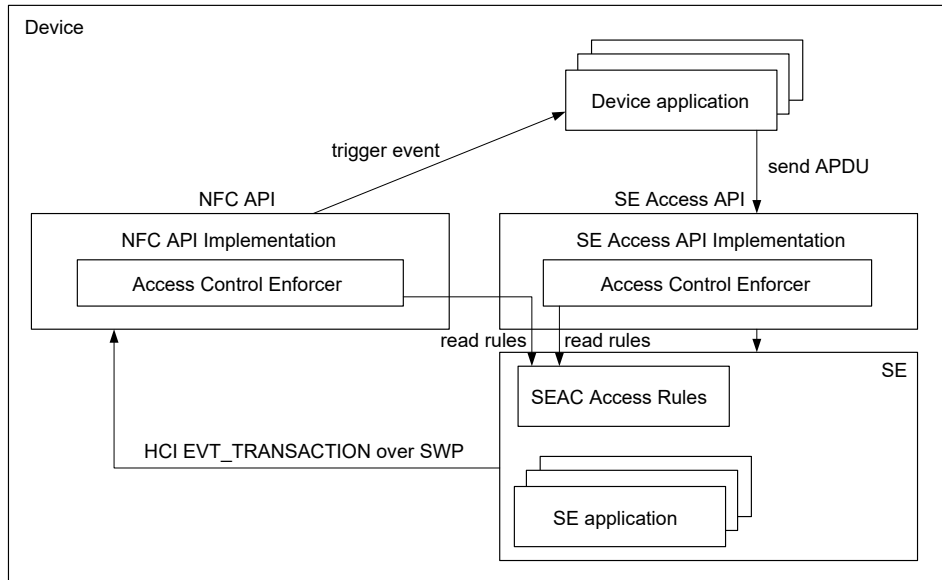 Device
Device application
trigger event
send APDU
NFC API
SE Access API
NFC API Implementation
SE Access API Implementation
Access Control Enforcer
Access Control Enforcer
read rules
read rules
SE
SEAC Access Rules
HCI EVT_TRANSACTION over SWP
SE application